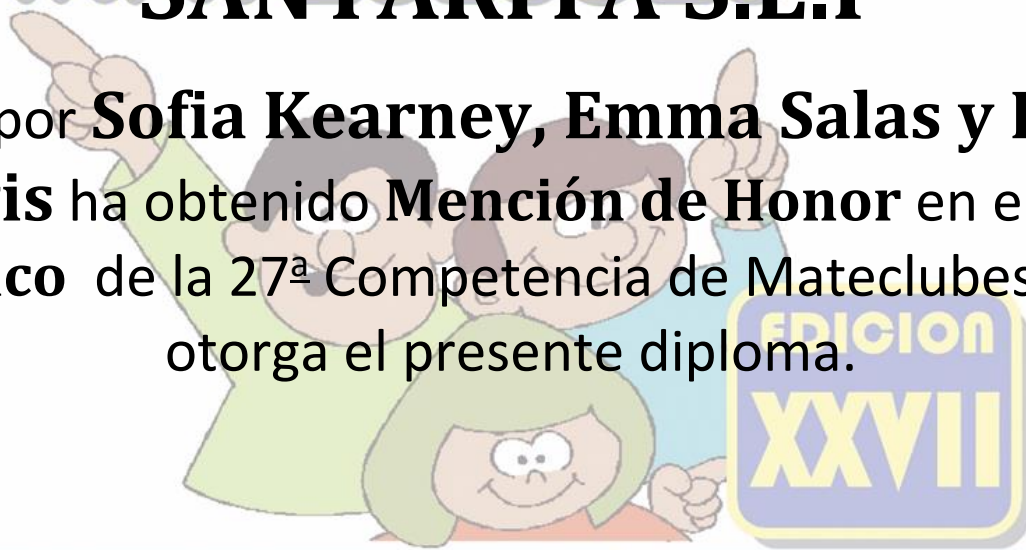 por Sofia Kearney, Emma Salas y
ha obtenido Mención de Honor en
de la 27ª Competencia de Mateclubes
otorga el presente diploma.
EDICION
XXVII